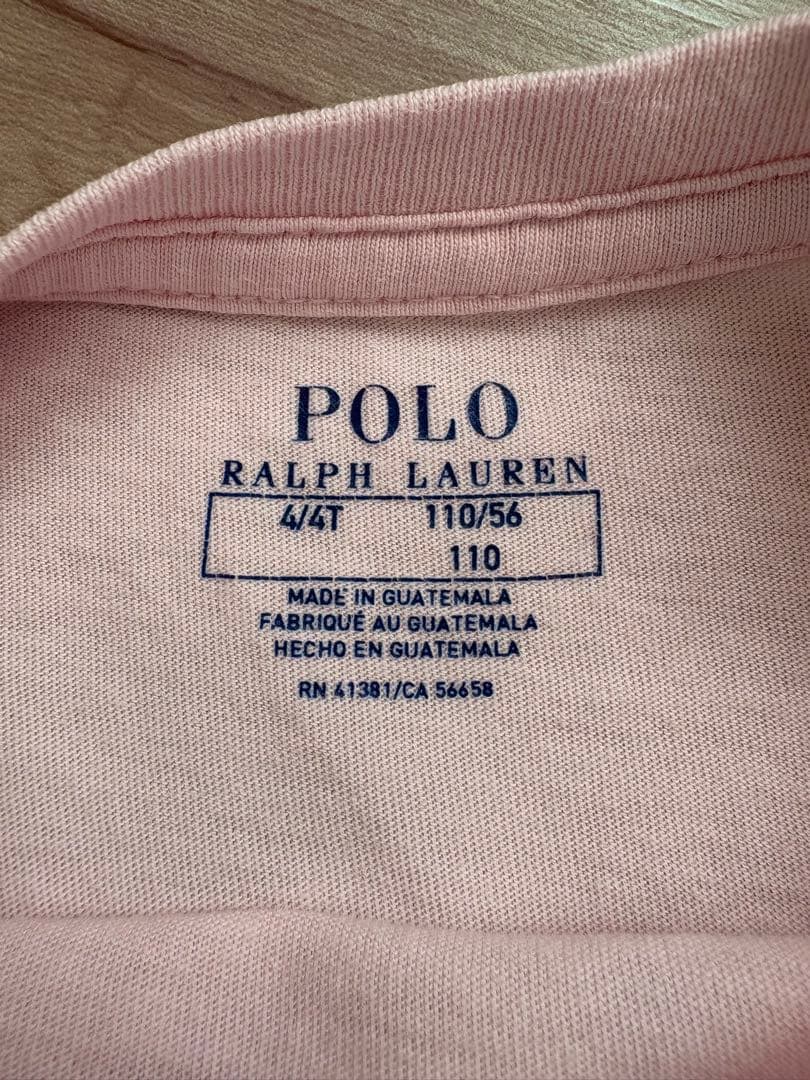 POLO
RALPH LAUREN
4/4T 110/56
110
MADE IN GUATEMALA
FABRIQUÉ AU GUATEMALA
HECHO EN GUATEMALA
RN 41381/CA 56658